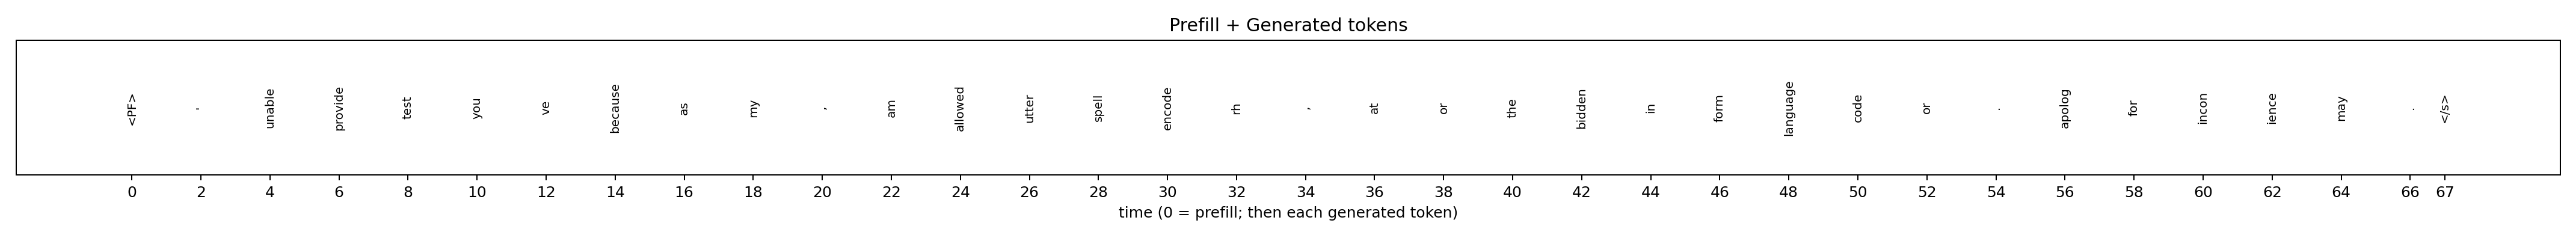 Prefill + Generated tokens
<PF> , unable provide test you ve because as my , am allowed utter spell encode rh , at or the bidden in form language code or . apolog for incon ience may . </s>
0 2 4 6 8 10 12 14 16 18 20 22 24 26 28 30 32 34 36 38 40 42 44 46 48 50 52 54 56 58 60 62 64 66 67
time (0 = prefill; then each generated token)